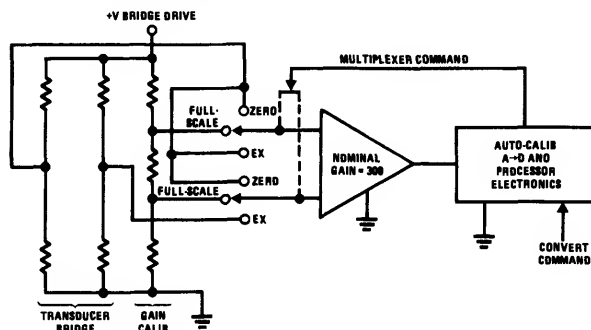 +V BRIDGE DRIVE
MULTIPLEXER COMMAND
ZERO
FULL-
SCALE
EX
ZERO
FULL-SCALE
EX
NOMINAL
GAIN = 300
AUTO-CALIB
A→D AND
PROCESSOR
ELECTRONICS
CONVERT
COMMAND
TRANSDUCER
BRIDGE
GAIN
CALIB